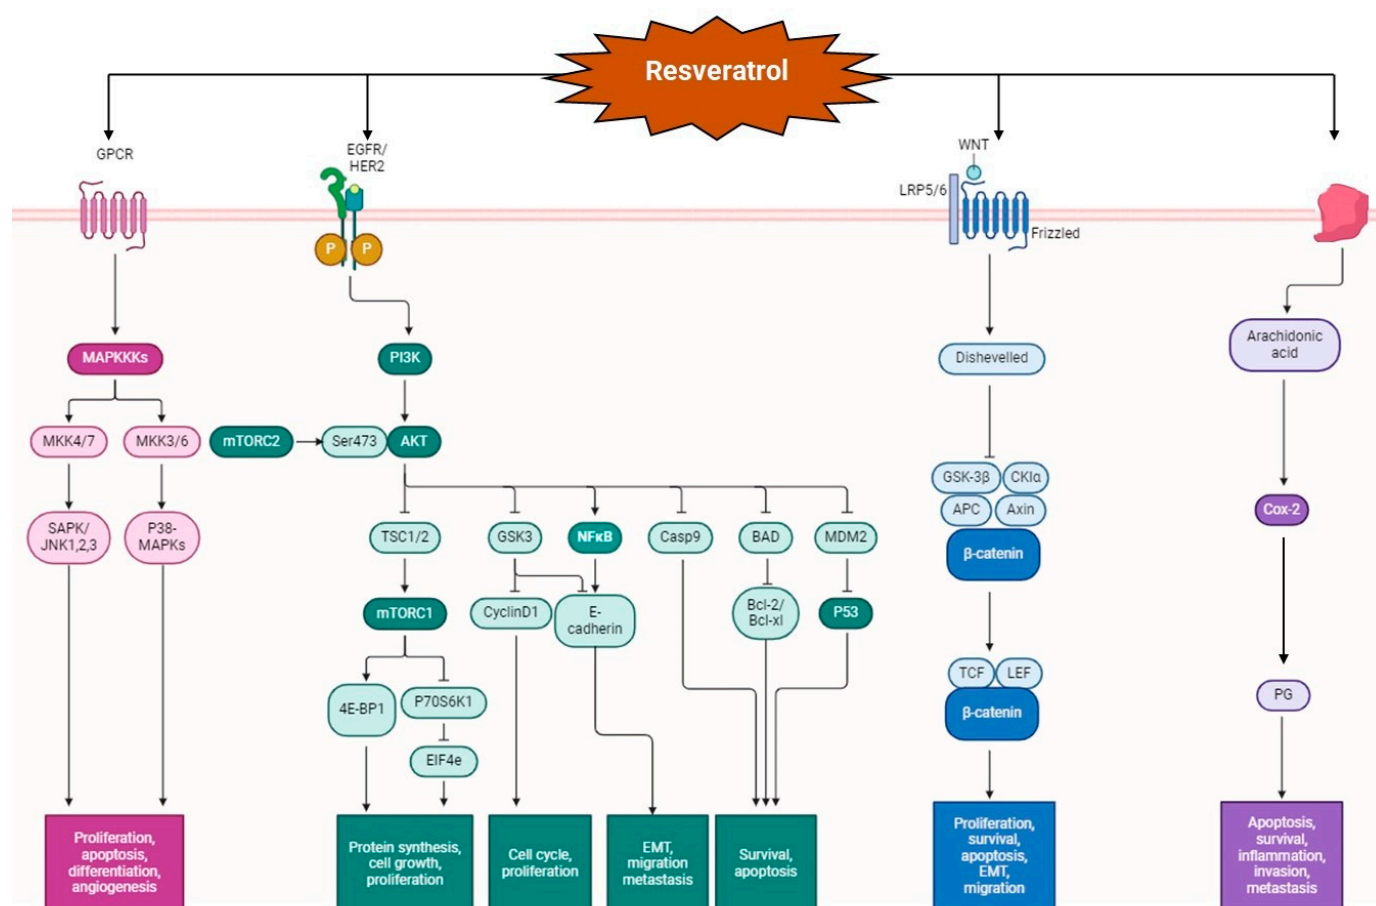 Resveratrol
GPCR
EGFR/
HER2
WNT
LRP5/6
Frizzled
P
P
MAPKKKs
PI3K
Dishevelled
Arachidonic
acid
MKK4/7
MKK3/6
mTORC2
Ser473
AKT
GSK-3β
CKIα
APC
Axin
β-catenin
Cox-2
SAPK/
JNK1,2,3
P38-
MAPKs
TSC1/2
GSK3
NFκB
Casp9
BAD
MDM2
mTORC1
CyclinD1
E-
cadherin
Bcl-2/
Bcl-xl
P53
4E-BP1
P70S6K1
EIF4e
TCF
LEF
β-catenin
PG
Proliferation,
apoptosis,
differentiation,
angiogenesis
Protein synthesis,
cell growth,
proliferation
Cell cycle,
proliferation
EMT,
migration
metastasis
Survival,
apoptosis
Proliferation,
survival,
apoptosis,
EMT,
migration
Apoptosis,
survival,
inflammation,
invasion,
metastasis